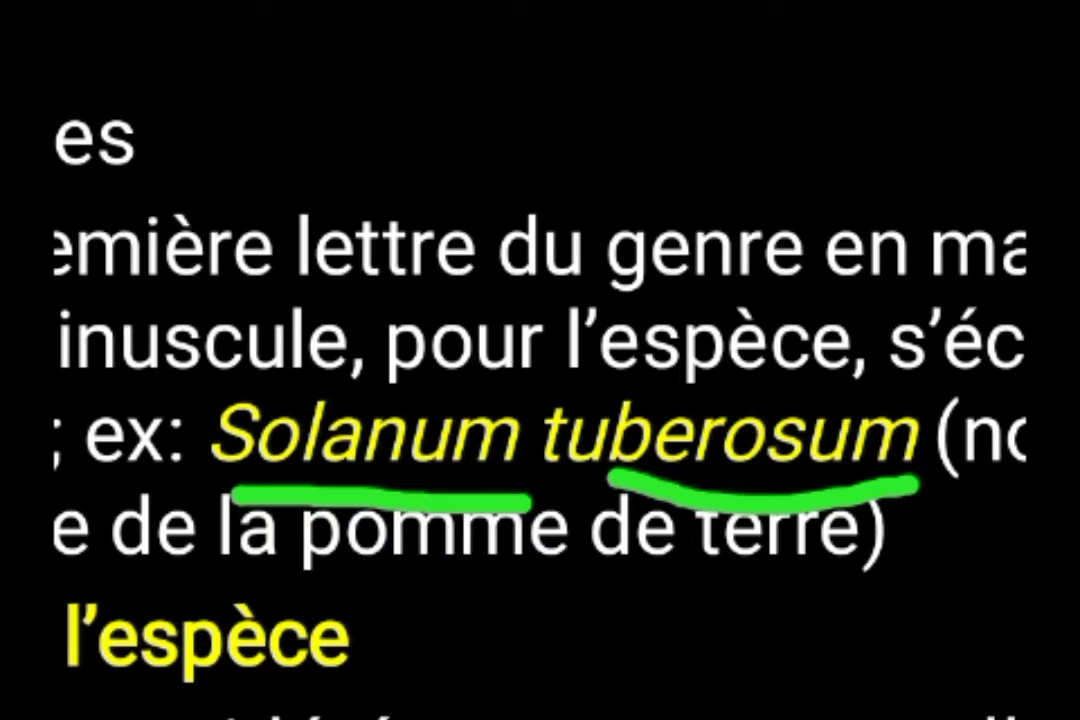 es
emière lettre du genre en ma
inuscule, pour l’espèce, s’éc
; ex: Solanum tuberosum (no
e de la pomme de terre)
l’espèce